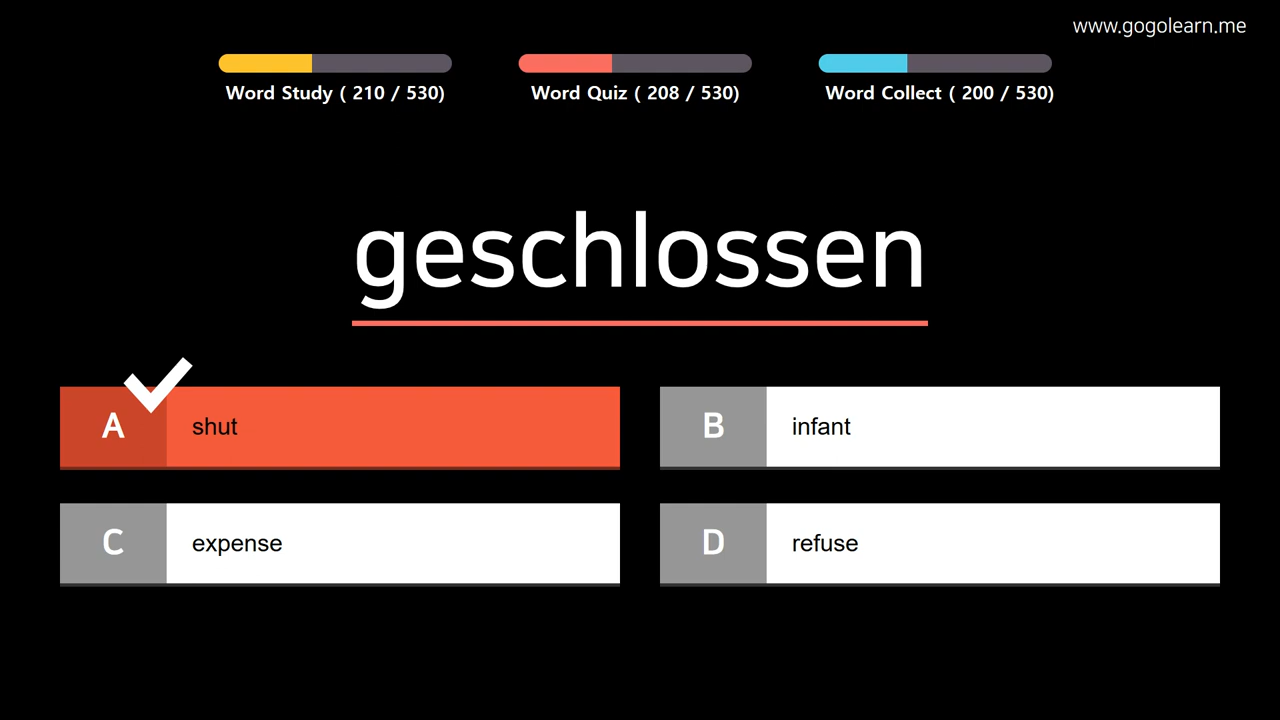 www.gogolearn.me
Word Study ( 210 / 530)
Word Quiz ( 208 / 530)
Word Collect ( 200 / 530)
geschlossen
A
shut
B
infant
C
expense
D
refuse